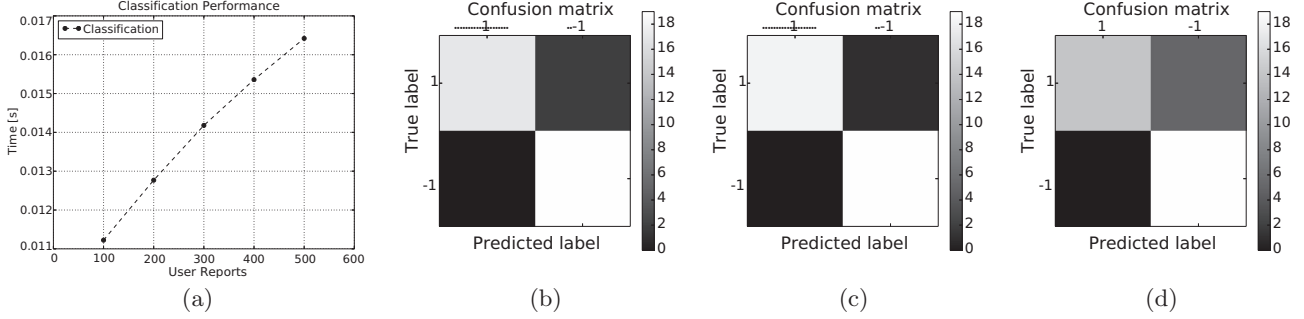 Classification Performance
0.017
0.016
0.015
0.014
0.013
0.012
0.011
Time [s]
Classification
0 100 200 300 400 500 600
User Reports
(a)
Confusion matrix
1 -1
True label
1
-1
Predicted label
18
16
14
12
10
8
6
4
2
0
(b)
Confusion matrix
1 -1
True label
1
-1
Predicted label
18
16
14
12
10
8
6
4
2
0
(c)
Confusion matrix
1 -1
True label
1
-1
Predicted label
18
16
14
12
10
8
6
4
2
0
(d)